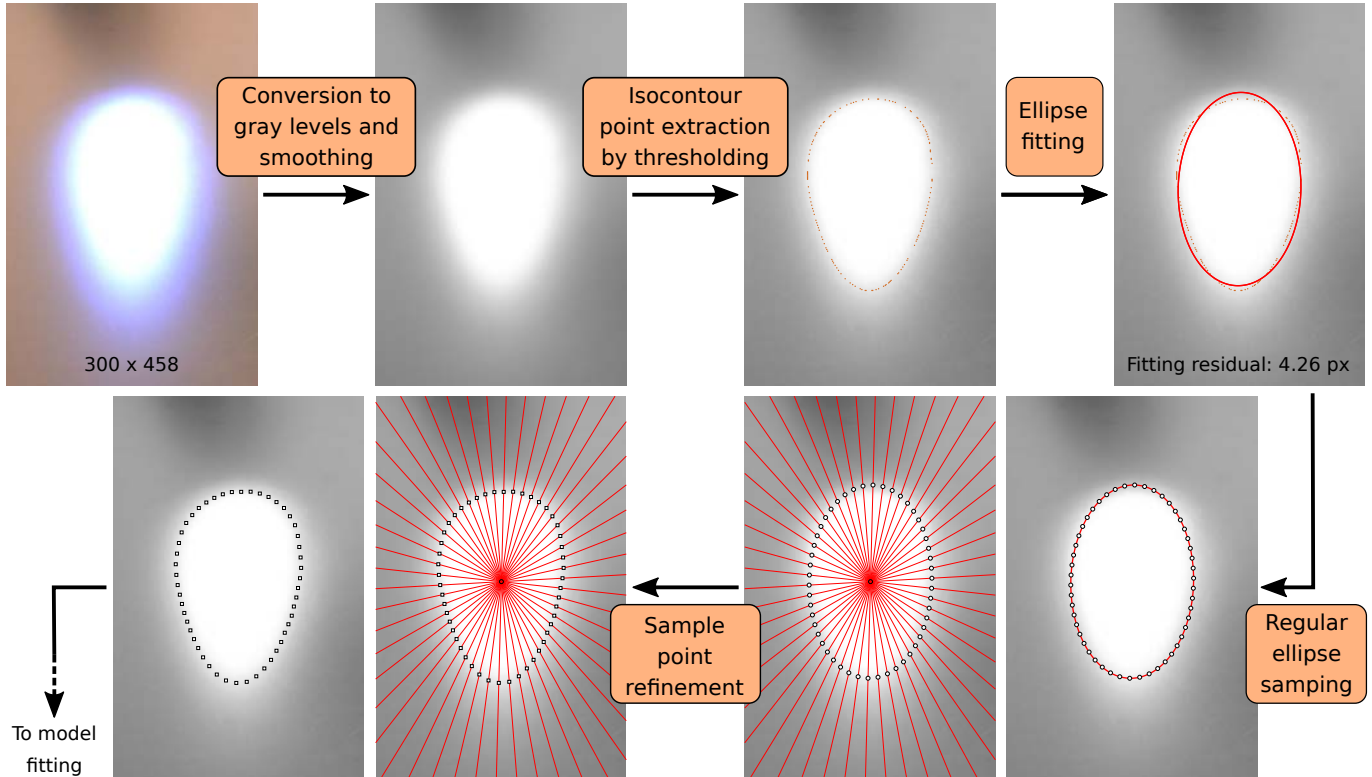 Conversion to
gray levels and
smoothing
Isocontour
point extraction
by thresholding
Ellipse
fitting
300 x 458
Fitting residual: 4.26 px
Regular
ellipse
samping
Sample
point
refinement
To model
fitting